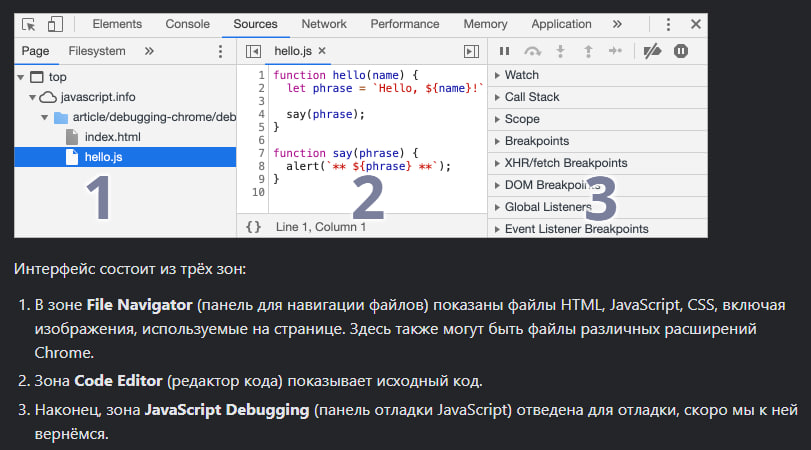 Elements Console Sources Network Performance Memory Application »
Page Filesystem »
hello.js ×
top
javascript.info
article/debugging-chrome/deb
index.html
hello.js
1
1 function hello(name) {
2 let phrase = `Hello, ${name}!`
3
4 say(phrase);
5 }
6
7 function say(phrase) {
8 alert(`** ${phrase} **`);
9 }
10
2
{ } Line 1, Column 1
Watch
Call Stack
Scope
Breakpoints
XHR/fetch Breakpoints
DOM Breakpoints
Global Listeners
Event Listener Breakpoints
3
Интерфейс состоит из трёх зон:
1. В зоне File Navigator (панель для навигации файлов) показаны файлы HTML, JavaScript, CSS, включая
изображения, используемые на странице. Здесь также могут быть файлы различных расширений
Chrome.
2. Зона Code Editor (редактор кода) показывает исходный код.
3. Наконец, зона JavaScript Debugging (панель отладки JavaScript) отведена для отладки, скоро мы к ней
вернёмся.